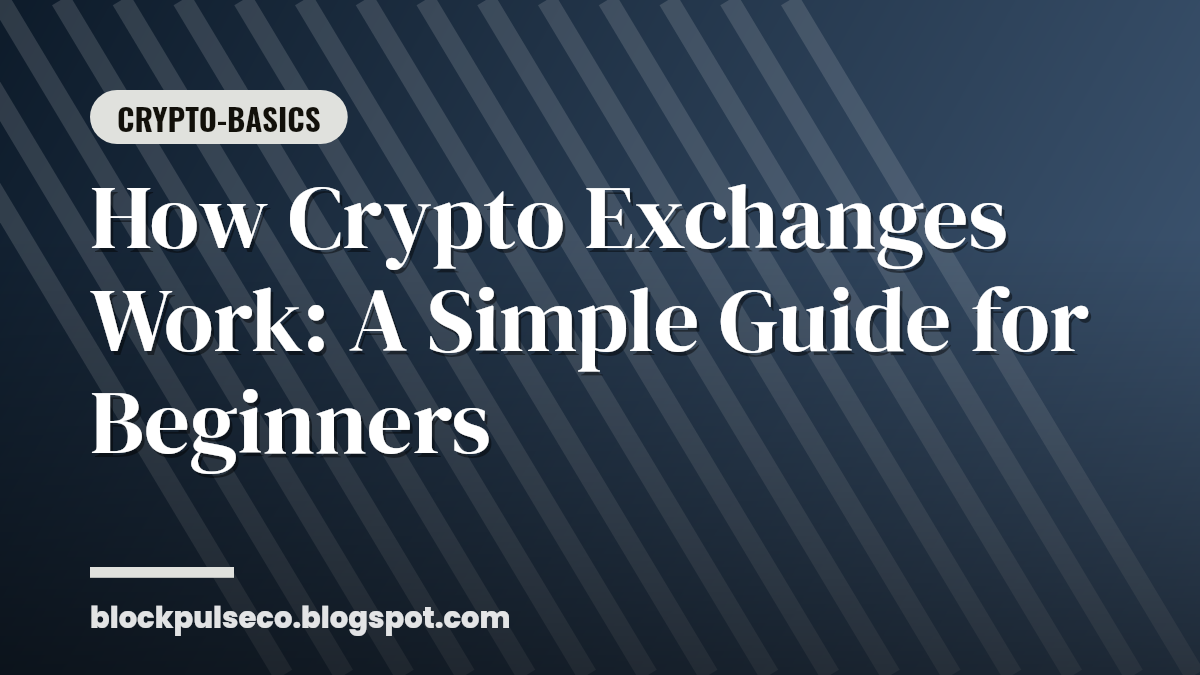 CRYPTO-BASICS
How Crypto Exchanges
Work: A Simple Guide for
Beginners
blockpulseco.blogspot.com